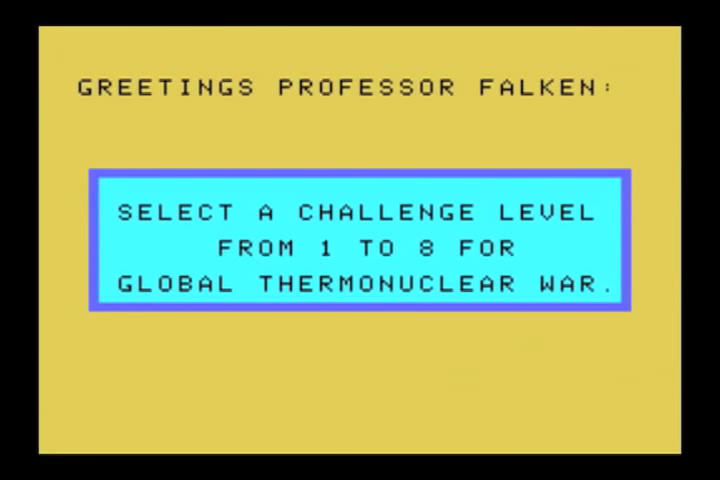 GREETINGS PROFESSOR FALKEN:
SELECT A CHALLENGE LEVEL
FROM 1 TO 8 FOR
GLOBAL THERMONUCLEAR WAR.